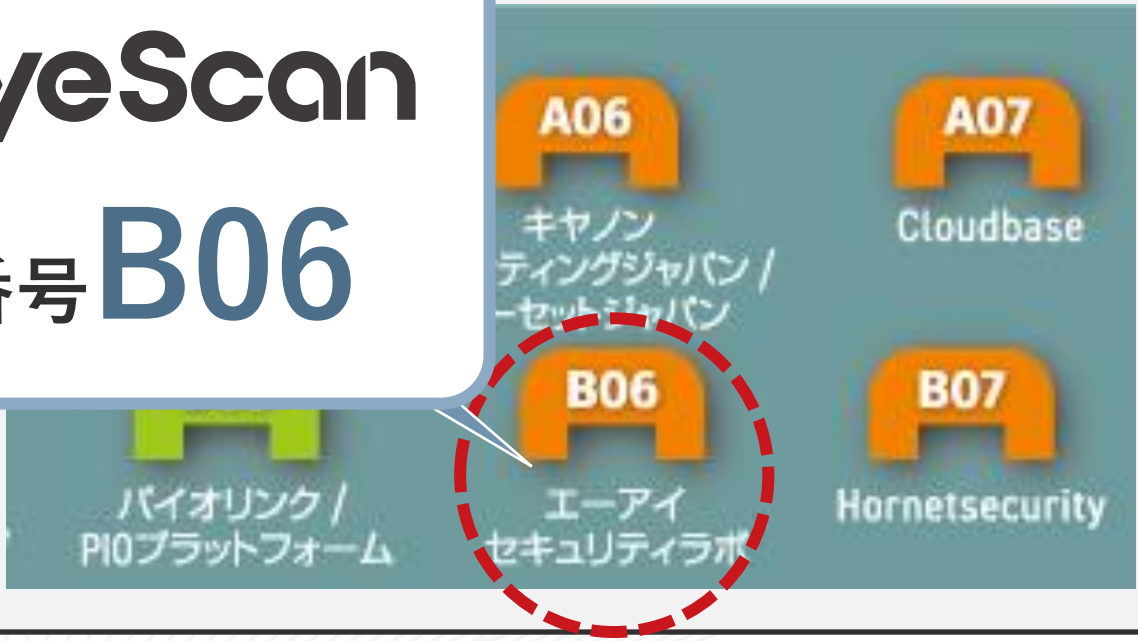 yeScan
番号B06
A06
キヤノン
ティングジャパン /
ーセットジャパン
A07
Cloudbase
パイオリンク /
PIOプラットフォーム
B06
エーアイ
セキュリティラボ
B07
Hornetsecurity